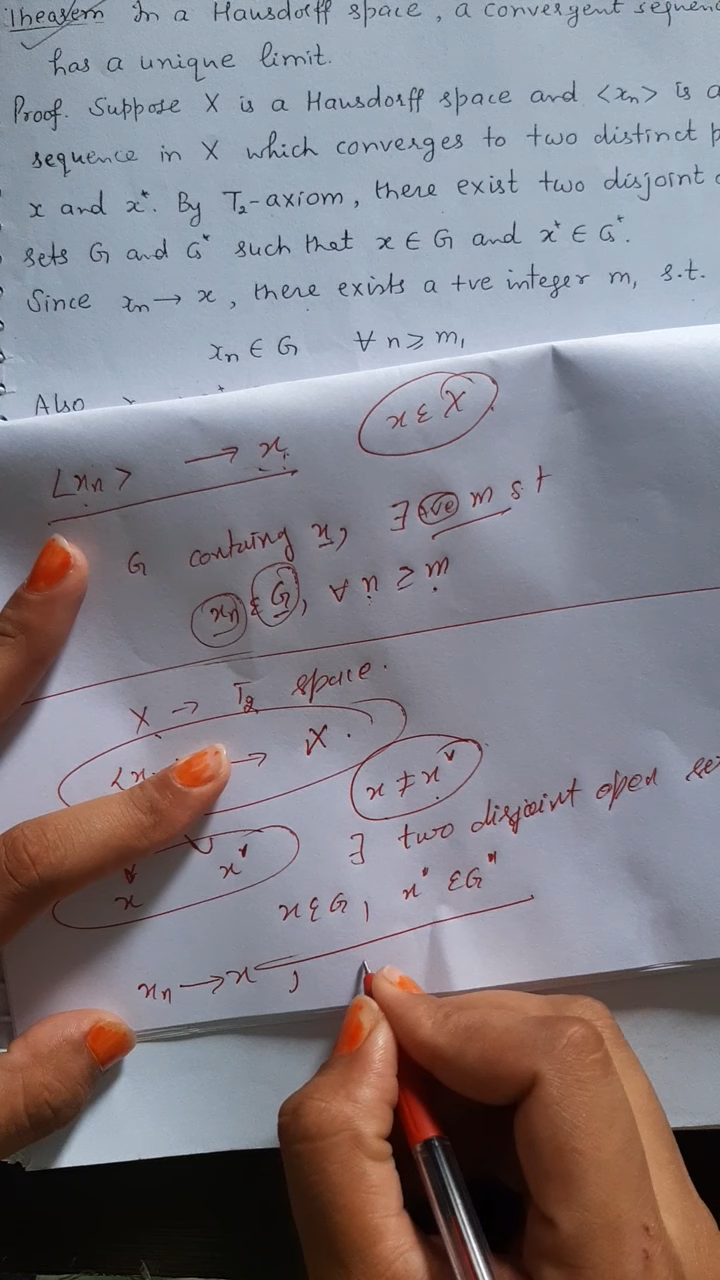 Theorem In a Hausdorff space, a convergent
has a unique limit.
Proof. Suppose X is a Hausdorff space and <xn> is a
sequence in X which converges to two distinct
x and x*. By T2-axiom, there exist two disjoint
sets G and G* such that x ∈ G and x* ∈ G*.
Since xn → x, there exists a +ve integer m, s.t.
xn ∈ G ∀ n ≥ m1
Also
<xn> → x x ∈ X
G containg x, ∃ +ve m s.t
xn ∈ G, ∀ n ≥ m
X → T2 space.
→ X.
x ≠ x*
∃ two disjoint open
x x*
x ∈ G, x* ∈ G*
xn → x ,